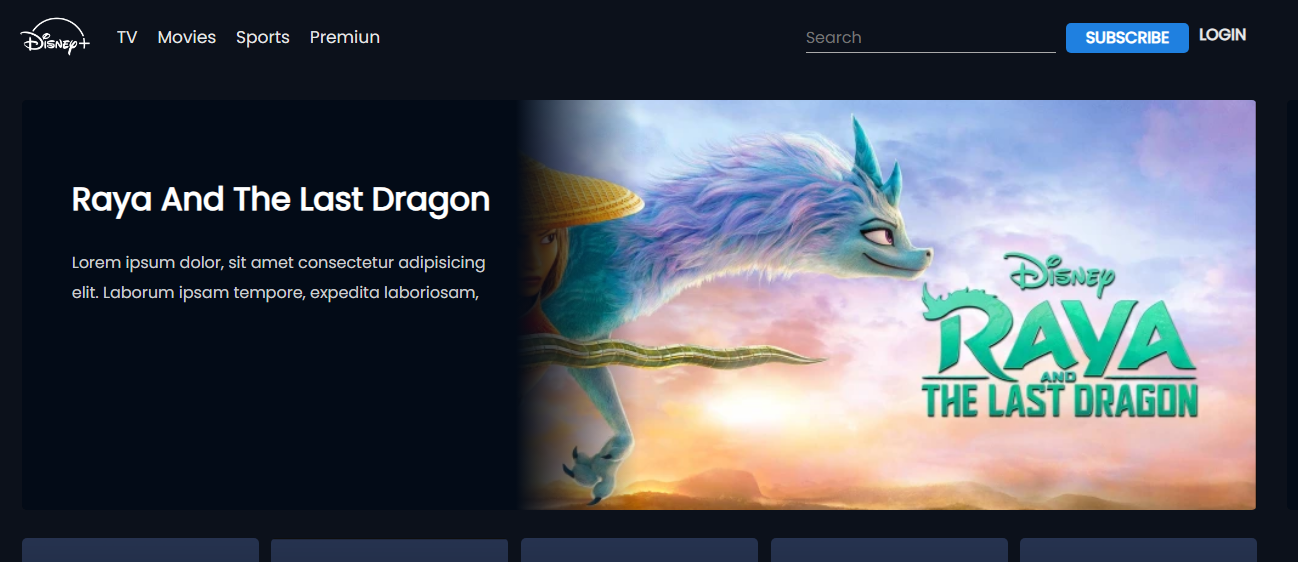 Disney+
TV Movies Sports Premiun
Search
SUBSCRIBE
LOGIN
Raya And The Last Dragon
Lorem ipsum dolor, sit amet consectetur adipisicing
elit. Laborum ipsam tempore, expedita laboriosam,
Disney
RAYA
AND
THE LAST DRAGON